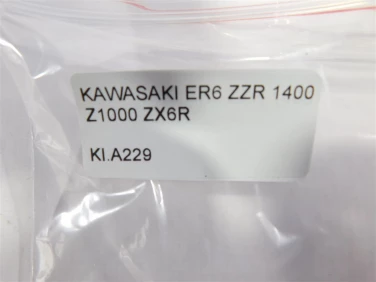 KAWASAKI ER6 ZZR 1400
Z1000 ZX6R
KI.A229